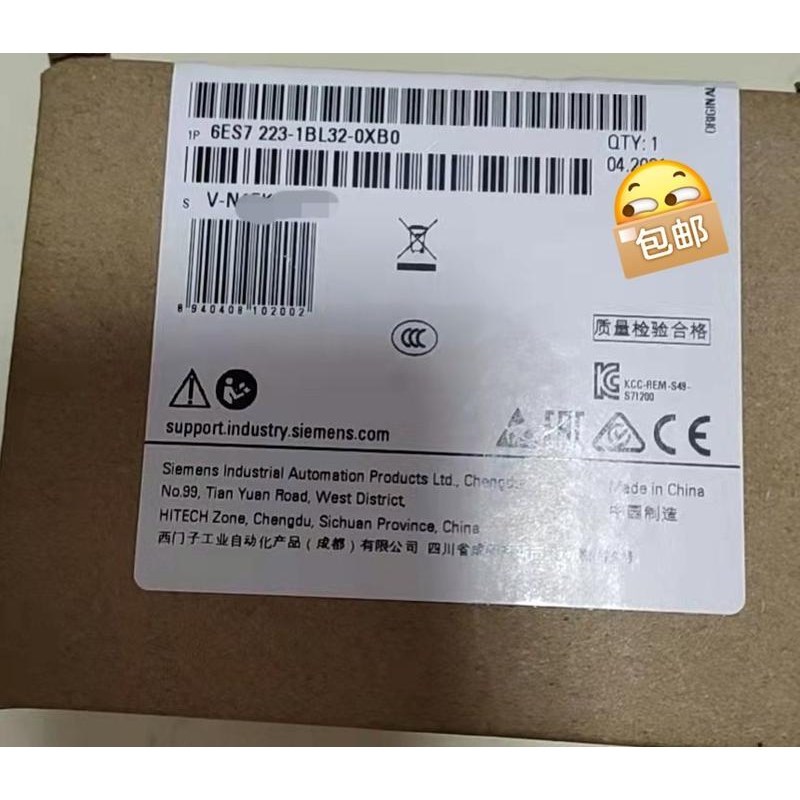 ORIGINAL
1P 6ES7 223-1BL32-0XB0
QTY: 1
S V-N
包邮
8 940408 102002
质量检验合格
KCC-REM-S49-
S71200
support.industry.siemens.com
CE
Siemens Industrial Automation Products Ltd., Chengdu
No.99, Tian Yuan Road, West District,
HITECH Zone, Chengdu, Sichuan Province, China
Made in China
中国制造
西门子工业自动化产品（成都）有限公司 四川省成